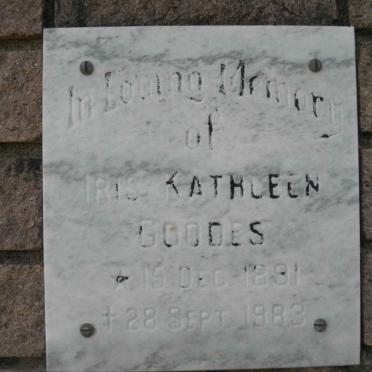 In Loving Memory
of
IRIS KATHLEEN
GOODES
* 15 DEC 1891
† 28 SEPT 1983